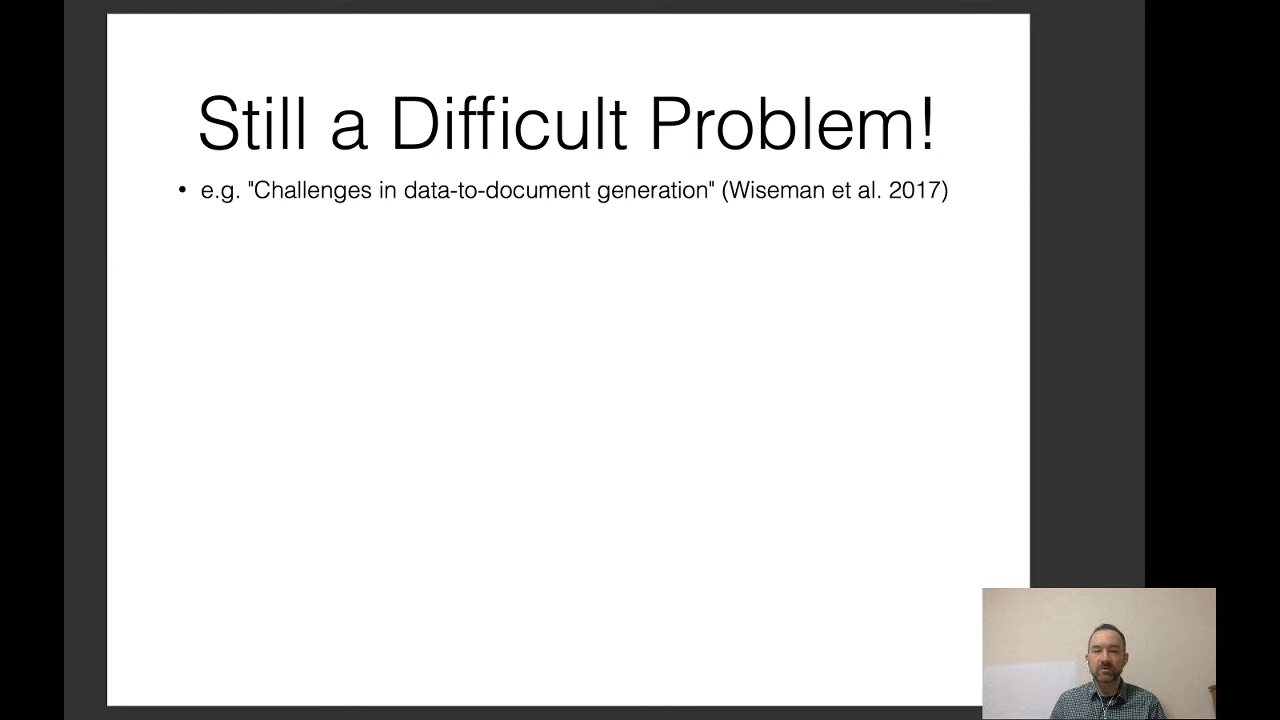 Still a Difficult Problem!
• e.g. "Challenges in data-to-document generation" (Wiseman et al. 2017)